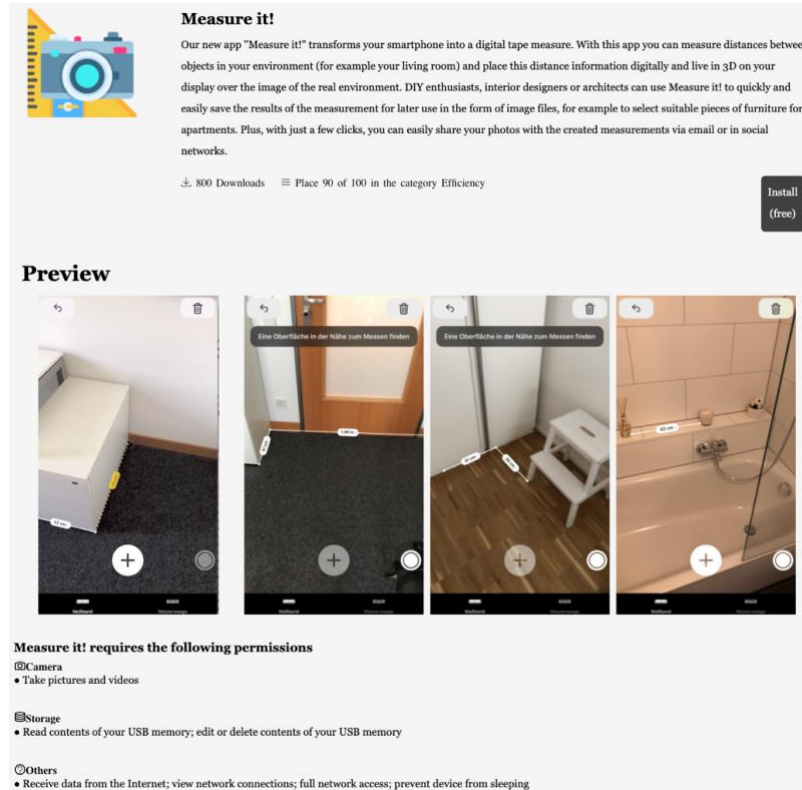 Measure it!
Our new app "Measure it!" transforms your smartphone into a digital tape measure. With this app you can measure distances betwee
objects in your environment (for example your living room) and place this distance information digitally and live in 3D on your
display over the image of the real environment. DIY enthusiasts, interior designers or architects can use Measure it! to quickly and
easily save the results of the measurement for later use in the form of image files, for example to select suitable pieces of furniture for
apartments. Plus, with just a few clicks, you can easily share your photos with the created measurements via email or in social
networks.
800 Downloads Place 90 of 100 in the category Efficiency
Install
(free)
Preview
Eine Oberfläche in der Nähe zum Messen finden
Eine Oberfläche in der Nähe zum Messen finden
Maßband
Maßband
Maßband
Maßband
Measure it! requires the following permissions
Camera
• Take pictures and videos
Storage
• Read contents of your USB memory; edit or delete contents of your USB memory
Others
• Receive data from the Internet; view network connections; full network access; prevent device from sleeping